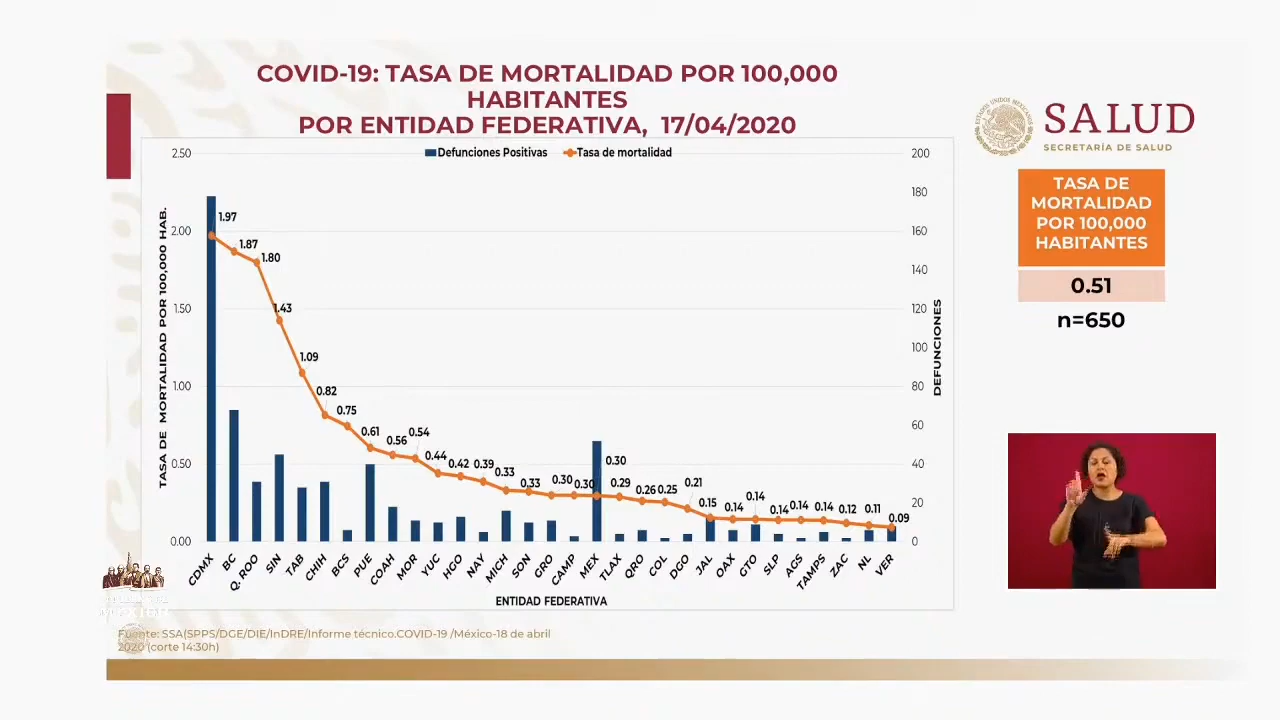 COVID-19: TASA DE MORTALIDAD POR 100,000
HABITANTES
POR ENTIDAD FEDERATIVA, 17/04/2020
SALUD
SECRETARÍA DE SALUD
TASA DE
MORTALIDAD
POR 100,000
HABITANTES
0.51
n=650
Defunciones Positivas Tasa de mortalidad
TASA DE MORTALIDAD POR 100,000 HAB.
2.50
2.00
1.50
1.00
0.50
0.00
1.97
1.87
1.80
1.43
1.09
0.82
0.75
0.61
0.56
0.54
0.44
0.42
0.39
0.33
0.33
0.30
0.30
0.30
0.29
0.26
0.25
0.21
0.15
0.14
0.14
0.14
0.14
0.14
0.12
0.11
0.09
200
180
160
140
120
100
80
60
40
20
0
DEFUNCIONES
CDMX
BC
Q. ROO
SIN
TAB
CHIH
BCS
PUE
COAH
MOR
YUC
HGO
NAY
MICH
SON
GRO
CAMP
MEX
TLAX
QRO
COL
DGO
JAL
OAX
GTO
SLP
AGS
TAMPS
ZAC
NL
VER
ENTIDAD FEDERATIVA
Fuente: SSA(SPPS/DGE/DIE/InDRE/Informe técnico.COVID-19 /México-18 de abril
2020 (corte 14:30h)